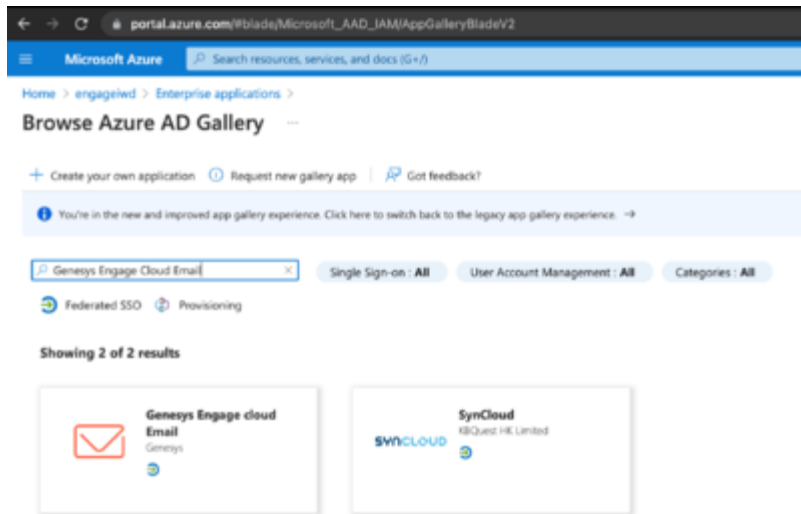 portal.azure.com/#blade/Microsoft_AAD_IAM/AppGalleryBladeV2
Microsoft Azure
Search resources, services, and docs (G+/)
Home > engageiwd > Enterprise applications >
Browse Azure AD Gallery ...
+ Create your own application
Request new gallery app
Got feedback?
You're in the new and improved app gallery experience. Click here to switch back to the legacy app gallery experience. →
Genesys Engage Cloud Email
Single Sign-on : All
User Account Management : All
Categories : All
Federated SSO
Provisioning
Showing 2 of 2 results
Genesys Engage cloud
Email
Genesys
SYNCLOUD
SynCloud
KBQuest HK Limited